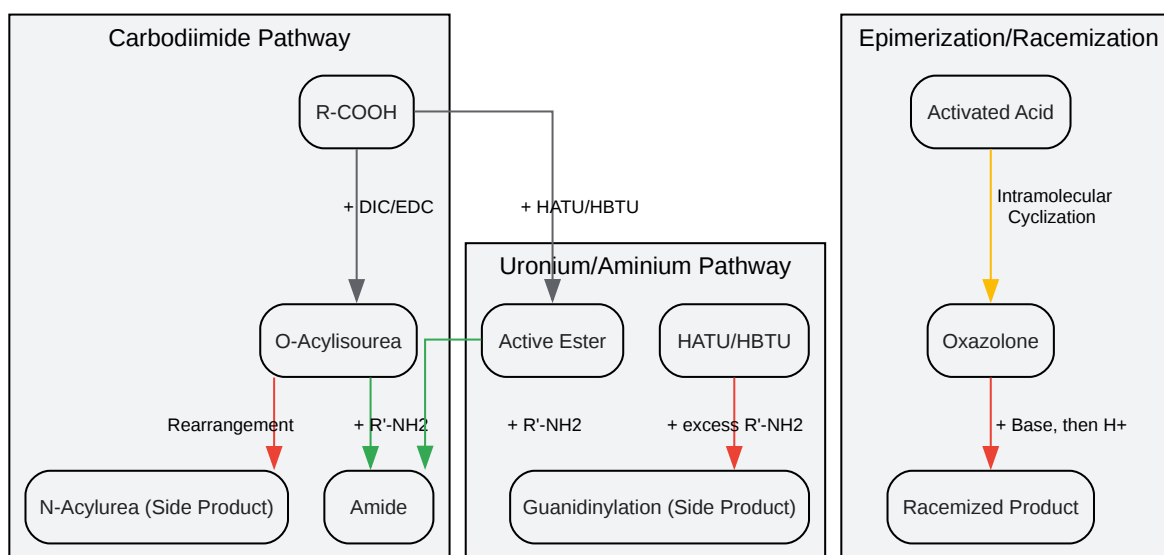 Carbodiimide Pathway
Epimerization/Racemization
R-COOH
Activated Acid
+ DIC/EDC
+ HATU/HBTU
Intramolecular
Cyclization
Uronium/Aminium Pathway
O-Acylisourea
Active Ester
HATU/HBTU
Oxazolone
Rearrangement
+ R'-NH2
+ R'-NH2
+ excess R'-NH2
+ Base, then H+
N-Acylurea (Side Product)
Amide
Guanidinylation (Side Product)
Racemized Product